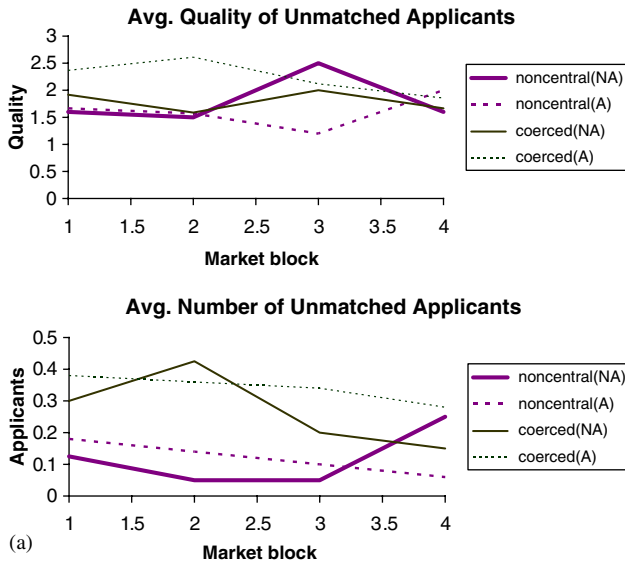 Avg. Quality of Unmatched Applicants
3
2.5
2
1.5
1
0.5
0
Quality
1 1.5 2 2.5 3 3.5 4
Market block
noncentral(NA)
noncentral(A)
coerced(NA)
coerced(A)
Avg. Number of Unmatched Applicants
0.5
0.4
0.3
0.2
0.1
0
Applicants
1 1.5 2 2.5 3 3.5 4
Market block
noncentral(NA)
noncentral(A)
coerced(NA)
coerced(A)
(a)